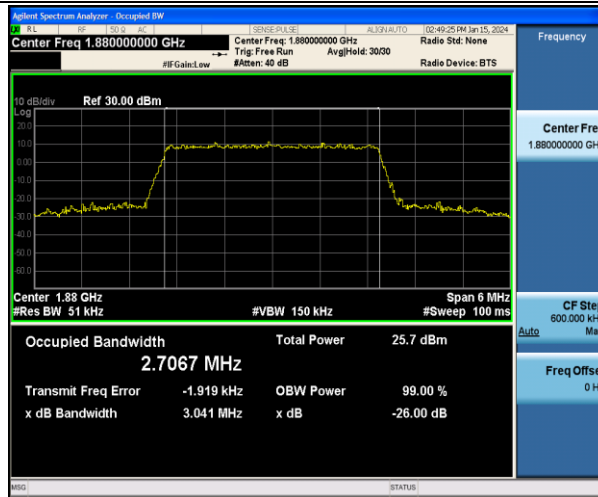 Agilent Spectrum Analyzer - Occupied BW
RL RF 50 Ω AC SENSE:PULSE ALIGN AUTO 02:49:25 PM Jan 15, 2024
Center Freq 1.880000000 GHz
Center Freq: 1.880000000 GHz
Radio Std: None
Trig: Free Run Avg|Hold: 30/30
#IFGain:Low #Atten: 40 dB Radio Device: BTS
10 dB/div Ref 30.00 dBm
Log
20.0
10.0
0.00
-10.0
-20.0
-30.0
-40.0
-50.0
-60.0
Center 1.88 GHz Span 6 MHz
#Res BW 51 kHz #VBW 150 kHz #Sweep 100 ms
Occupied Bandwidth Total Power 25.7 dBm
2.7067 MHz
Transmit Freq Error -1.919 kHz OBW Power 99.00 %
x dB Bandwidth 3.041 MHz x dB -26.00 dB
MSG STATUS
Frequency
Center Fre
1.880000000 GH
CF Ste
600.000 kH
Auto Ma
Freq Offse
0 H